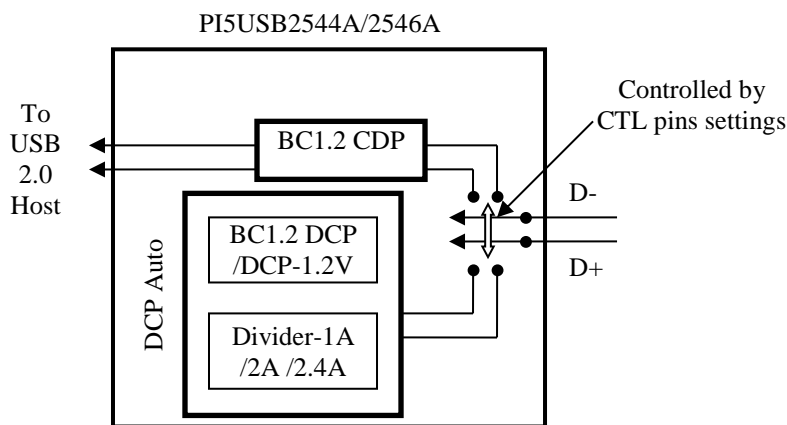 PI5USB2544A/2546A
Controlled by
CTL pins settings
To
USB
2.0
Host
BC1.2 CDP
D-
D+
DCP Auto
BC1.2 DCP
/DCP-1.2V
Divider-1A
/2A /2.4A